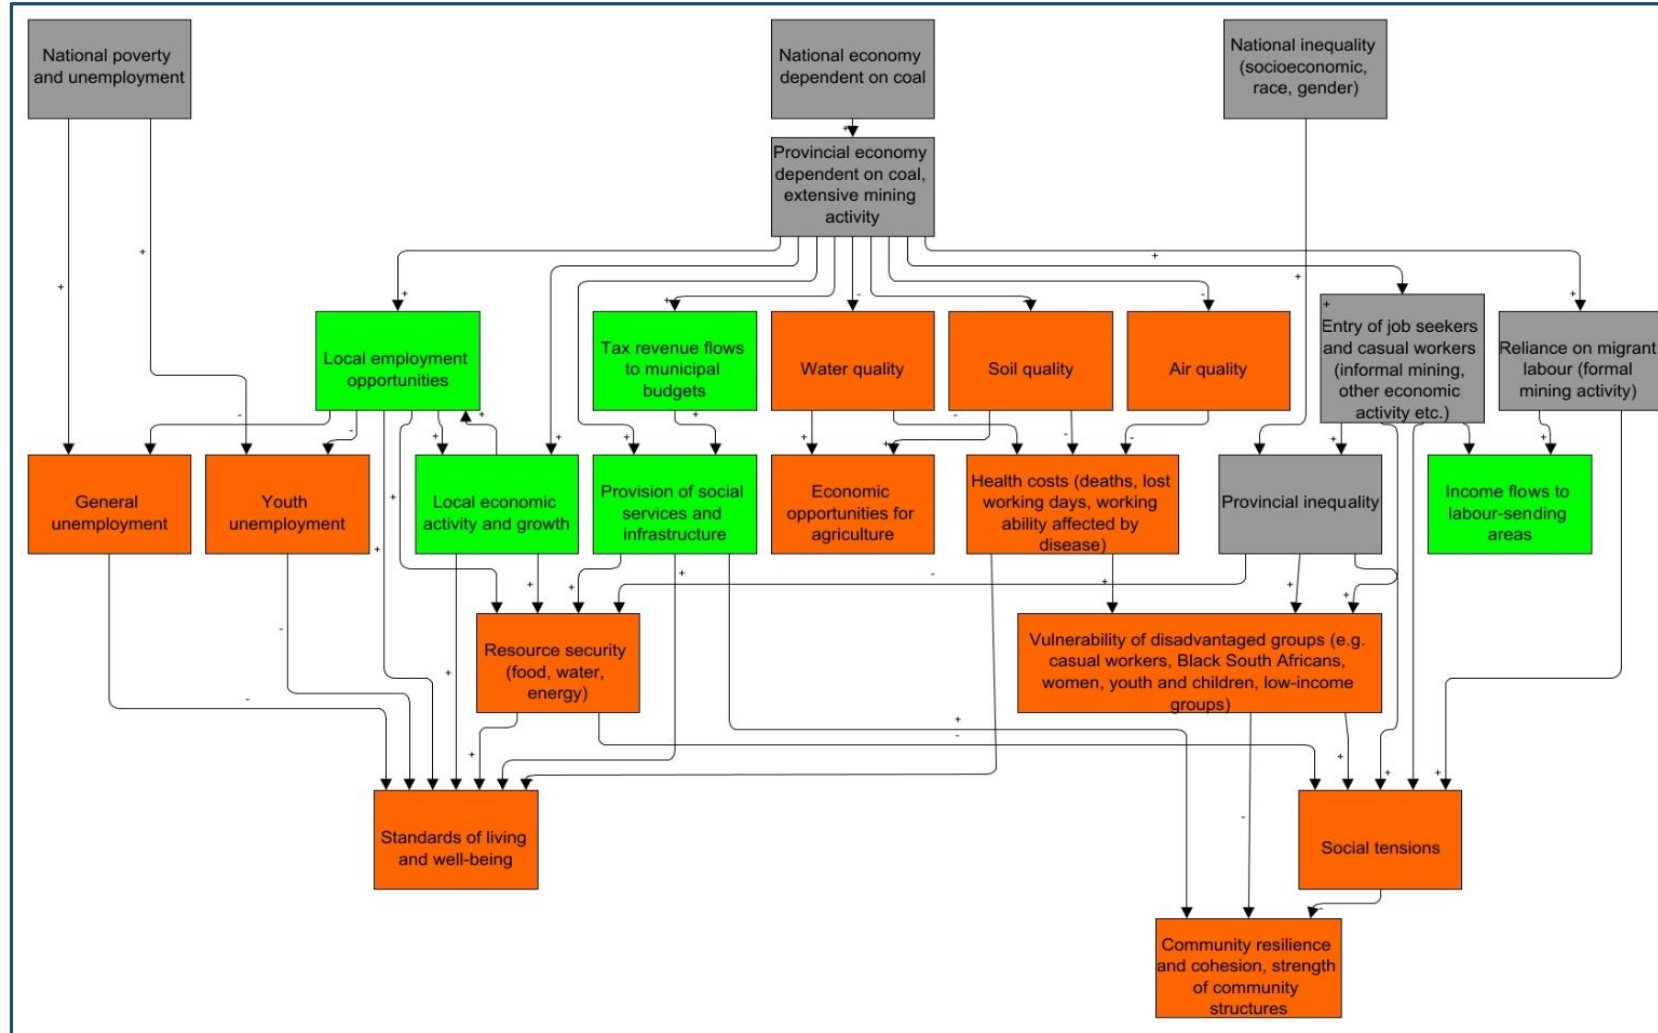 National poverty
and unemployment
National economy
dependent on coal
National inequality
(socioeconomic,
race, gender)
Provincial economy
dependent on coal,
extensive mining
activity
Local employment
opportunities
Tax revenue flows
to municipal
budgets
Water quality
Soil quality
Air quality
Entry of job seekers
and casual workers
(informal mining,
other economic
activity etc.)
Reliance on migrant
labour (formal
mining activity)
General
unemployment
Youth
unemployment
Local economic
activity and growth
Provision of social
services and
infrastructure
Economic
opportunities for
agriculture
Health costs (deaths, lost
working days, working
ability affected by
disease)
Provincial inequality
Income flows to
labour-sending
areas
Resource security
(food, water,
energy)
Vulnerability of disadvantaged groups (e.g.
casual workers, Black South Africans,
women, youth and children, low-income
groups)
Standards of living
and well-being
Social tensions
Community resilience
and cohesion, strength
of community
structures